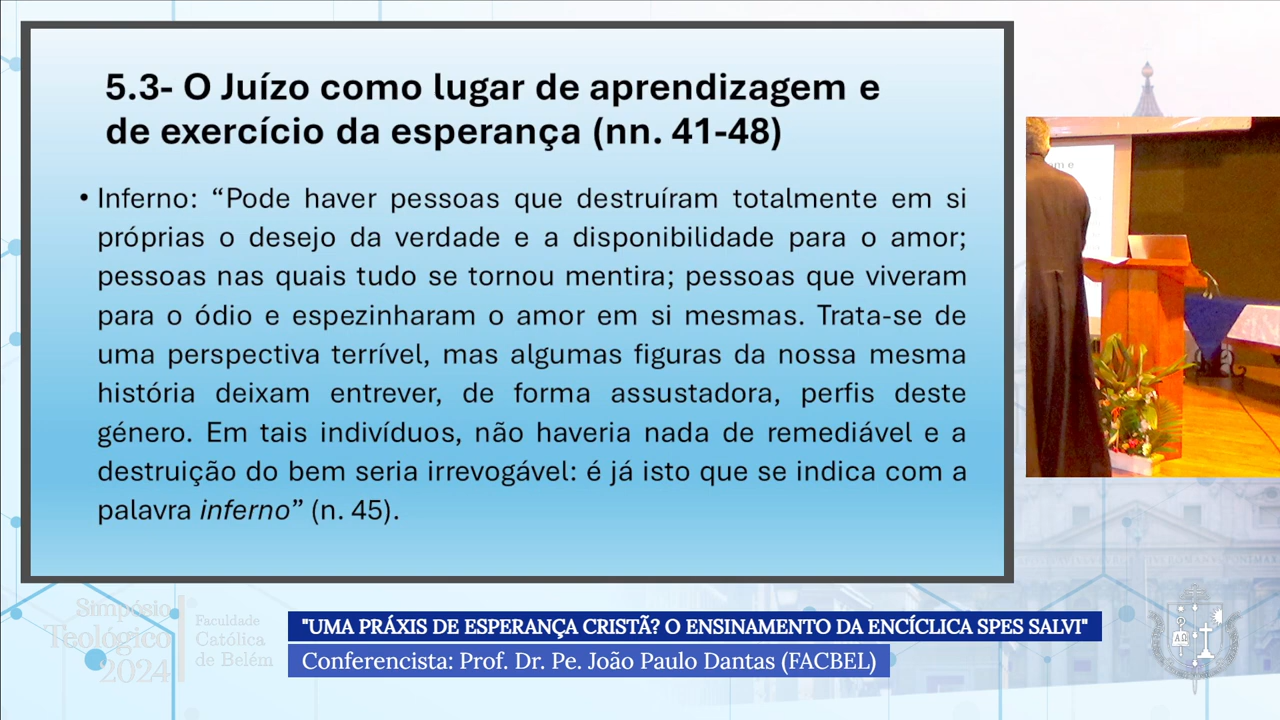 5.3- O Juízo como lugar de aprendizagem e
de exercício da esperança (nn. 41-48)
• Inferno: “Pode haver pessoas que destruíram totalmente em si
próprias o desejo da verdade e a disponibilidade para o amor;
pessoas nas quais tudo se tornou mentira; pessoas que viveram
para o ódio e espezinharam o amor em si mesmas. Trata-se de
uma perspectiva terrível, mas algumas figuras da nossa mesma
história deixam entrever, de forma assustadora, perfis deste
género. Em tais indivíduos, não haveria nada de remediável e a
destruição do bem seria irrevogável: é já isto que se indica com a
palavra inferno” (n. 45).
Simpósio
Teológico
2024
Faculdade
Católica
de Belém
"UMA PRÁXIS DE ESPERANÇA CRISTÃ? O ENSINAMENTO DA ENCÍCLICA SPES SALVI"
Conferencista: Prof. Dr. Pe. João Paulo Dantas (FACBEL)
ΑΩ